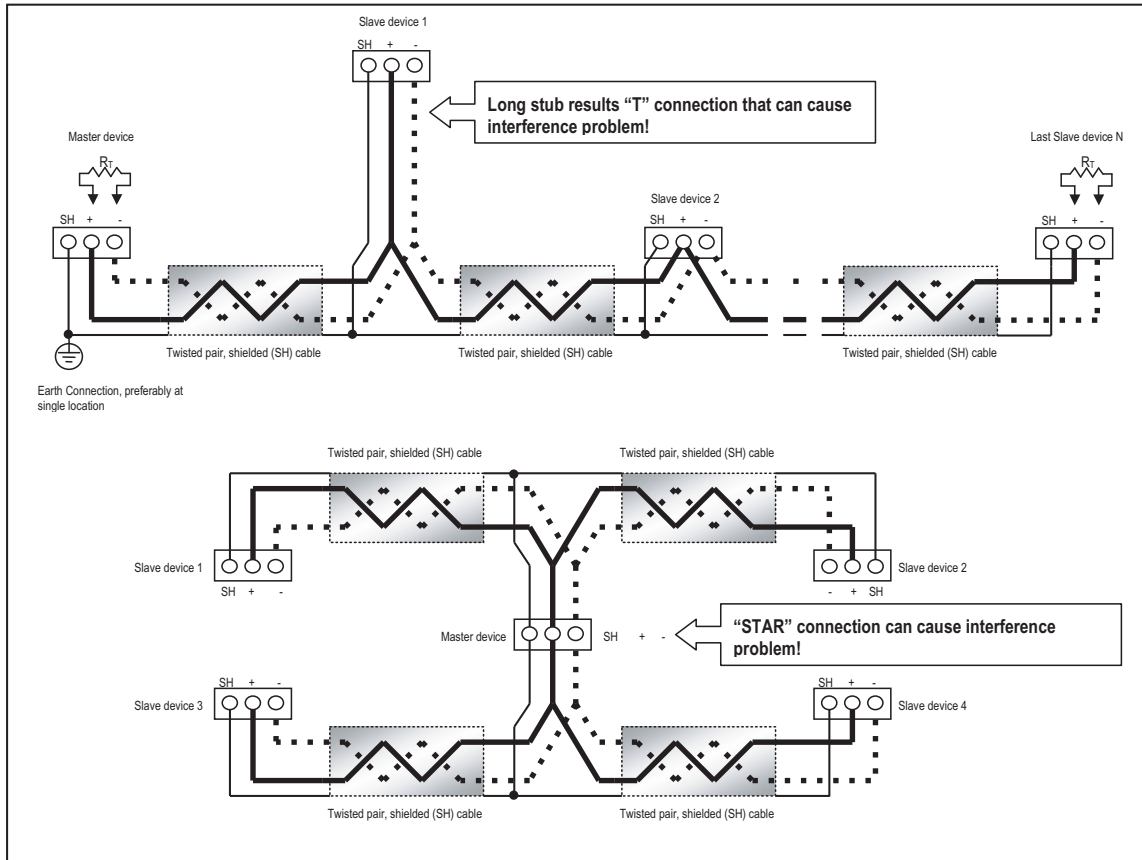 Slave device 1
SH + -
Long stub results “T” connection that can cause
interference problem!
Master device
RT
SH + -
Slave device 2
SH + -
Last Slave device N
RT
SH + -
Twisted pair, shielded (SH) cable
Twisted pair, shielded (SH) cable
Twisted pair, shielded (SH) cable
Earth Connection, preferably at
single location
Twisted pair, shielded (SH) cable
Twisted pair, shielded (SH) cable
Slave device 1
SH + -
Slave device 2
- + SH
Master device
SH + -
“STAR” connection can cause interference
problem!
SH + -
Slave device 3
SH + -
Slave device 4
Twisted pair, shielded (SH) cable
Twisted pair, shielded (SH) cable